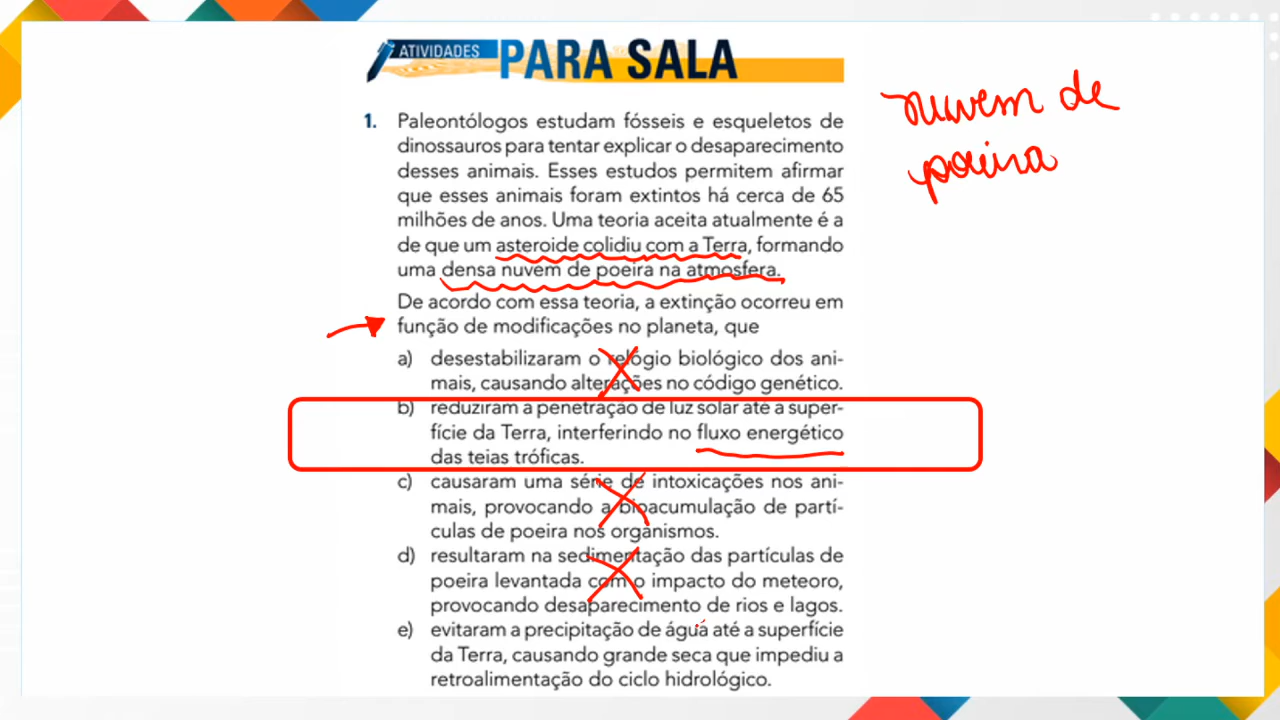 ATIVIDADES PARA SALA
nuvem de
poeira
1. Paleontólogos estudam fósseis e esqueletos de
dinossauros para tentar explicar o desaparecimento
desses animais. Esses estudos permitem afirmar
que esses animais foram extintos há cerca de 65
milhões de anos. Uma teoria aceita atualmente é a
de que um asteroide colidiu com a Terra, formando
uma densa nuvem de poeira na atmosfera.
De acordo com essa teoria, a extinção ocorreu em
função de modificações no planeta, que
a) desestabilizaram o relógio biológico dos ani-
mais, causando alterações no código genético.
b) reduziram a penetração de luz solar até a super-
fície da Terra, interferindo no fluxo energético
das teias tróficas.
c) causaram uma série de intoxicações nos ani-
mais, provocando a bioacumulação de partí-
culas de poeira nos organismos.
d) resultaram na sedimentação das partículas de
poeira levantada com o impacto do meteoro,
provocando desaparecimento de rios e lagos.
e) evitaram a precipitação de água até a superfície
da Terra, causando grande seca que impediu a
retroalimentação do ciclo hidrológico.